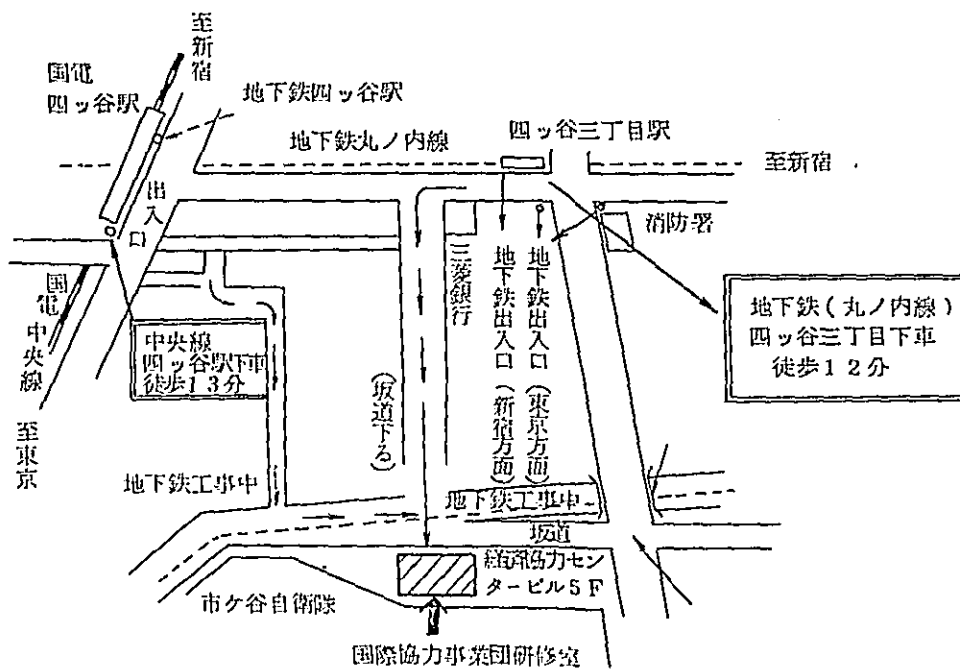 至新宿
国電
四ッ谷駅
地下鉄四ッ谷駅
地下鉄丸ノ内線
四ッ谷三丁目駅
至新宿
出入口
消防署
三菱銀行
地下鉄出入口(新宿方面)
地下鉄出入口(東京方面)
地下鉄(丸ノ内線)
四ッ谷三丁目下車
徒歩12分
国電中央線
至東京
中央線
四ッ谷駅下車
徒歩13分
(坂道下る)
地下鉄工事中
地下鉄工事中
坂道
経済協力セン
タービル5F
市ケ谷自衛隊
国際協力事業団研修室